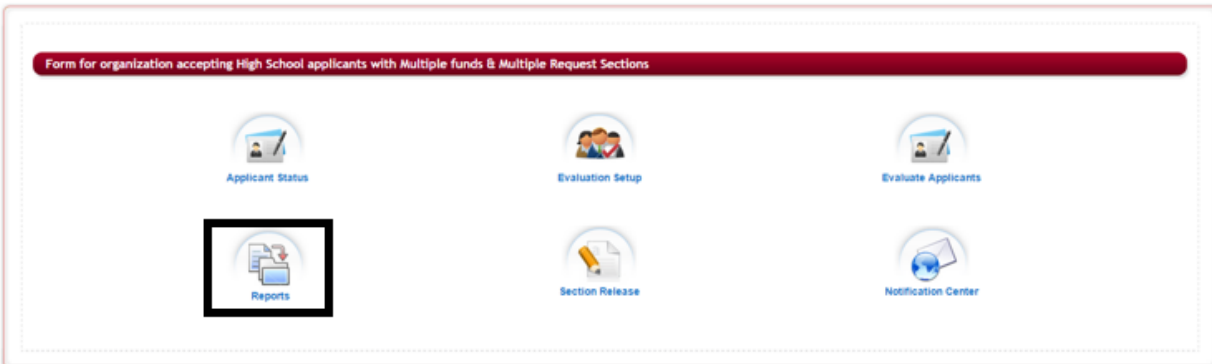 Form for organization accepting High School applicants with Multiple funds & Multiple Request Sections
Applicant Status
Evaluation Setup
Evaluate Applicants
Reports
Section Release
Notification Center